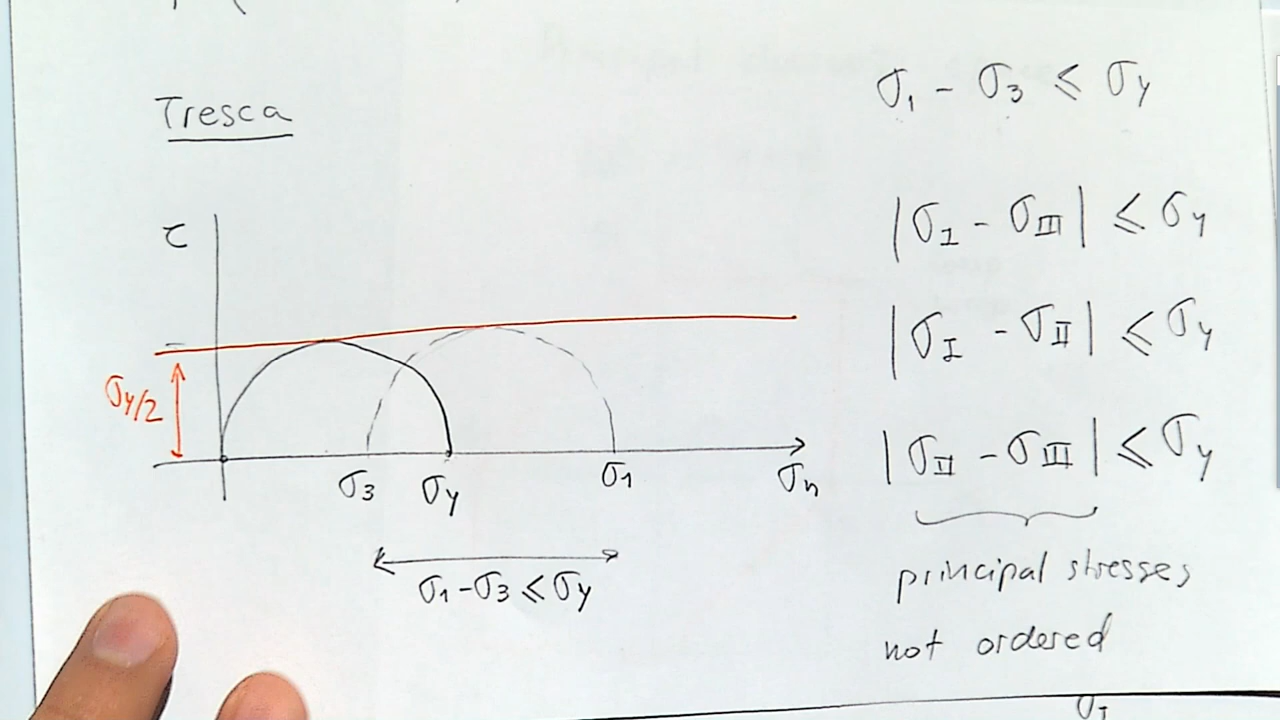 Tresca
τ
σy/2
σ3
σy
σ1
σn
σ1 - σ3 ≤ σy
σ1 - σ3 ≤ σy
|σI - σIII| ≤ σy
|σI - σII| ≤ σy
|σII - σIII| ≤ σy
principal stresses
not ordered
σI